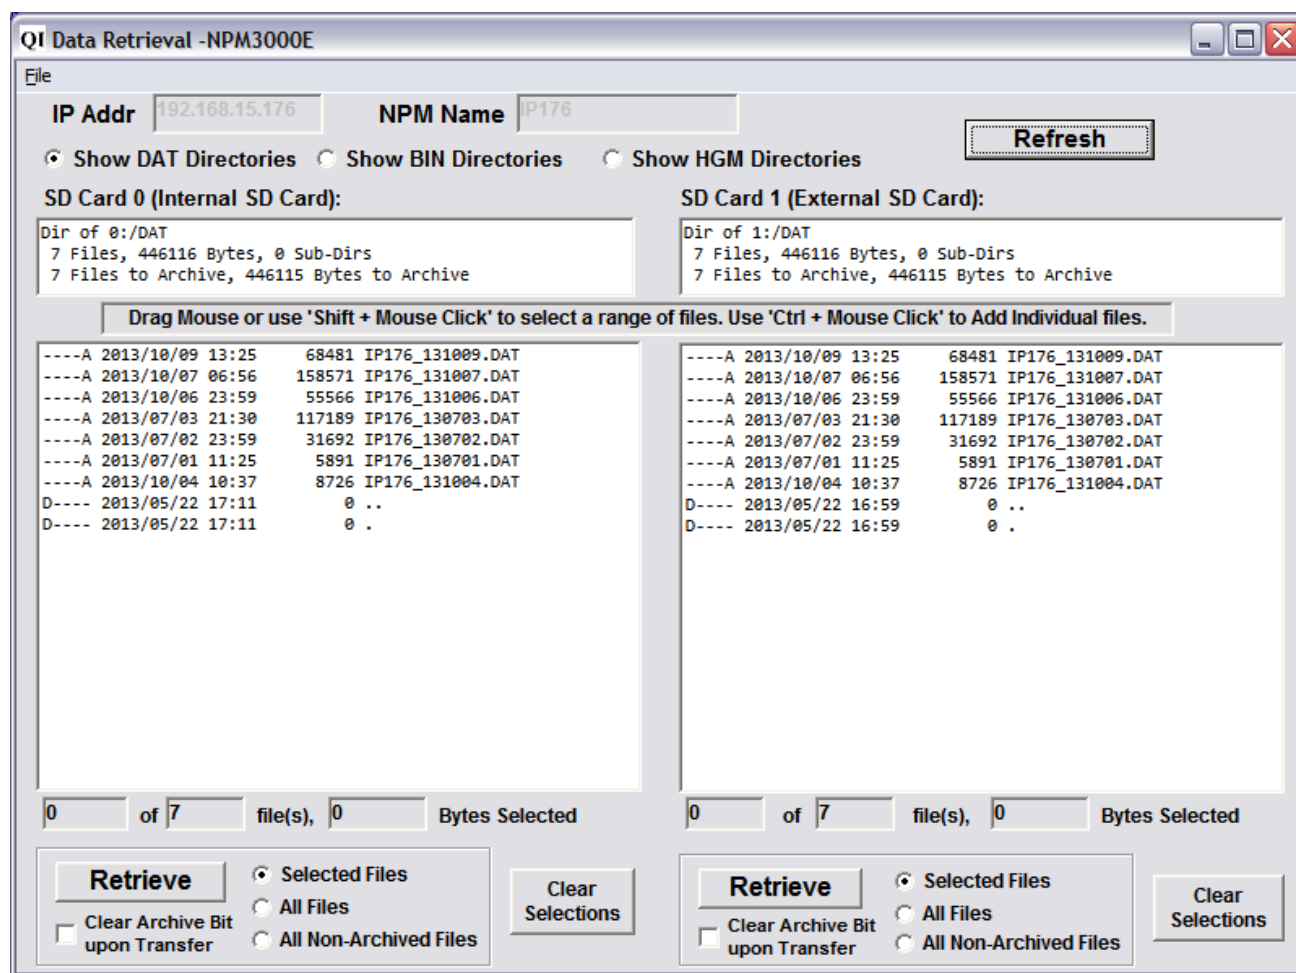 QI Data Retrieval -NPM3000E
File
IP Addr 192.168.15.176 NPM Name IP176
Refresh
Show DAT Directories Show BIN Directories Show HGM Directories
SD Card 0 (Internal SD Card):
Dir of 0:/DAT
7 Files, 446116 Bytes, 0 Sub-Dirs
7 Files to Archive, 446115 Bytes to Archive
SD Card 1 (External SD Card):
Dir of 1:/DAT
7 Files, 446116 Bytes, 0 Sub-Dirs
7 Files to Archive, 446115 Bytes to Archive
Drag Mouse or use 'Shift + Mouse Click' to select a range of files. Use 'Ctrl + Mouse Click' to Add Individual files.
----A 2013/10/09 13:25 68481 IP176_131009.DAT
----A 2013/10/07 06:56 158571 IP176_131007.DAT
----A 2013/10/06 23:59 55566 IP176_131006.DAT
----A 2013/07/03 21:30 117189 IP176_130703.DAT
----A 2013/07/02 23:59 31692 IP176_130702.DAT
----A 2013/07/01 11:25 5891 IP176_130701.DAT
----A 2013/10/04 10:37 8726 IP176_131004.DAT
D---- 2013/05/22 17:11 0 ..
D---- 2013/05/22 17:11 0 .
----A 2013/10/09 13:25 68481 IP176_131009.DAT
----A 2013/10/07 06:56 158571 IP176_131007.DAT
----A 2013/10/06 23:59 55566 IP176_131006.DAT
----A 2013/07/03 21:30 117189 IP176_130703.DAT
----A 2013/07/02 23:59 31692 IP176_130702.DAT
----A 2013/07/01 11:25 5891 IP176_130701.DAT
----A 2013/10/04 10:37 8726 IP176_131004.DAT
D---- 2013/05/22 16:59 0 ..
D---- 2013/05/22 16:59 0 .
0 of 7 file(s), 0 Bytes Selected
0 of 7 file(s), 0 Bytes Selected
Retrieve
Clear Archive Bit
upon Transfer
Selected Files
All Files
All Non-Archived Files
Clear
Selections
Retrieve
Clear Archive Bit
upon Transfer
Selected Files
All Files
All Non-Archived Files
Clear
Selections